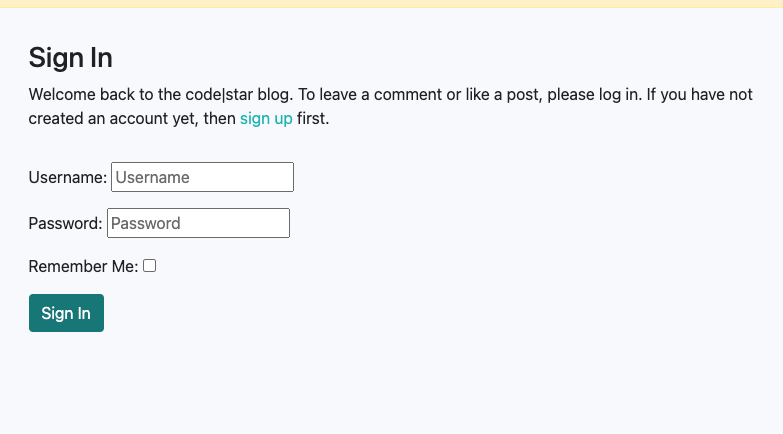 Sign In
Welcome back to the code|star blog. To leave a comment or like a post, please log in. If you have not
created an account yet, then sign up first.
Username: Username
Password: Password
Remember Me:
Sign In